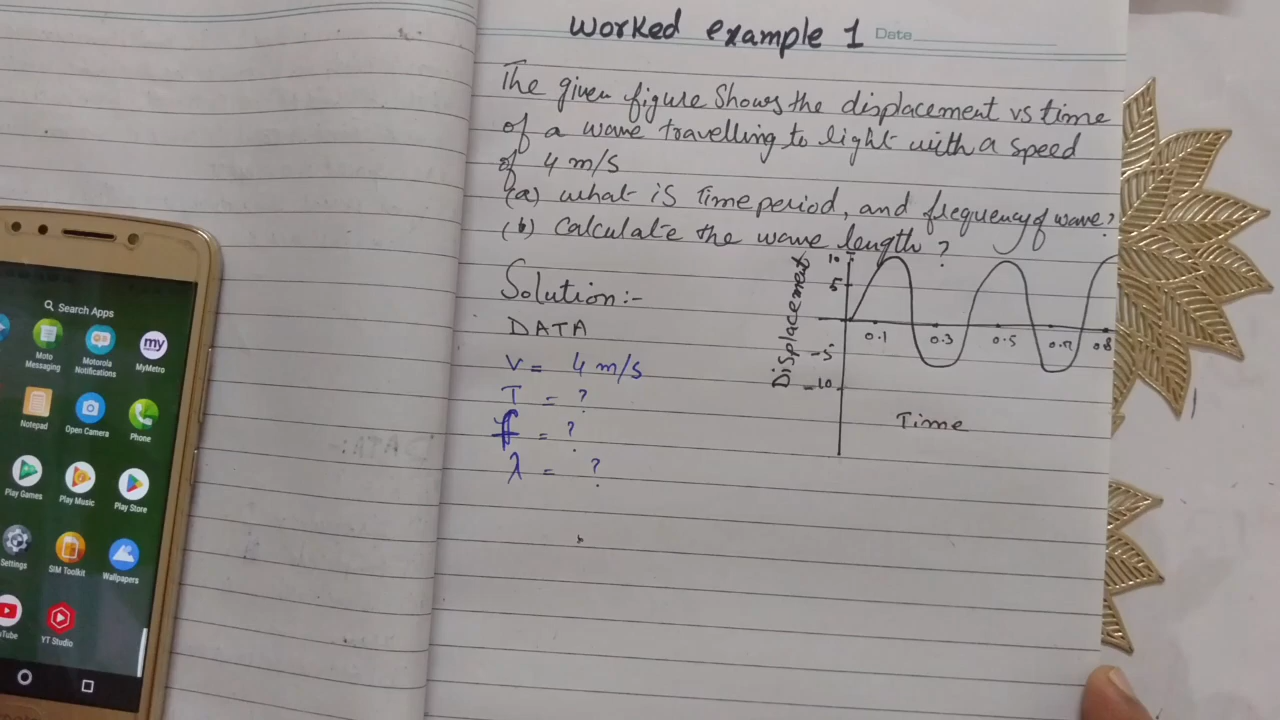 Worked example 1
Date
The given figure Shows the displacement vs time
of a wave travelling to light with a speed
of 4 m/s
(a) what is Time period, and frequency of wave?
(b) Calculate the wave length?
Solution:-
DATA
V = 4 m/s
T = ?
f = ?
λ = ?
Displacement
10
5
-5
-10
0.1
0.3
0.5
0.7
0.8
Time
Search Apps
Moto Messaging
Motorola Notifications
my
MyMetro
Notepad
Open Camera
Phone
Play Games
Play Music
Play Store
Settings
SIM Toolkit
Wallpapers
YT Studio